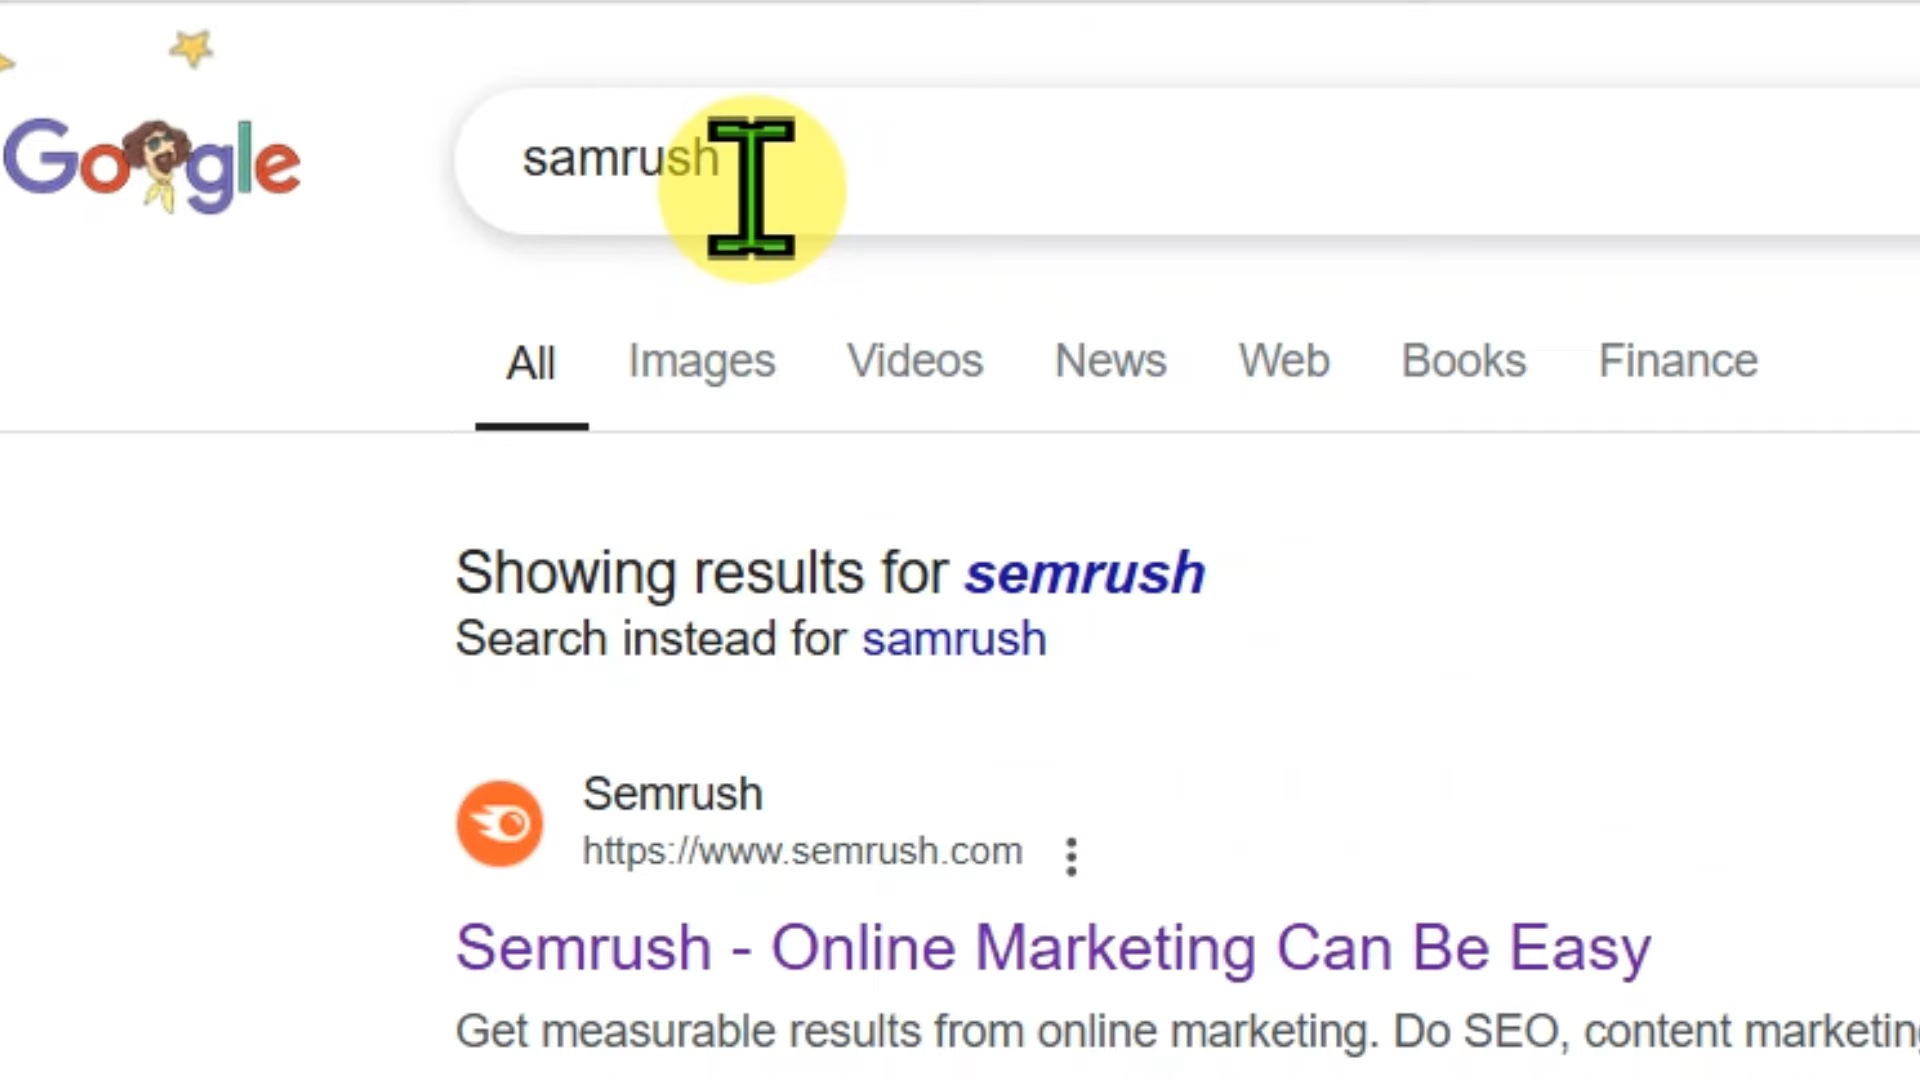 Google
samrush
All Images Videos News Web Books Finance
Showing results for semrush
Search instead for samrush
Semrush
https://www.semrush.com
Semrush - Online Marketing Can Be Easy
Get measurable results from online marketing. Do SEO, content marketing